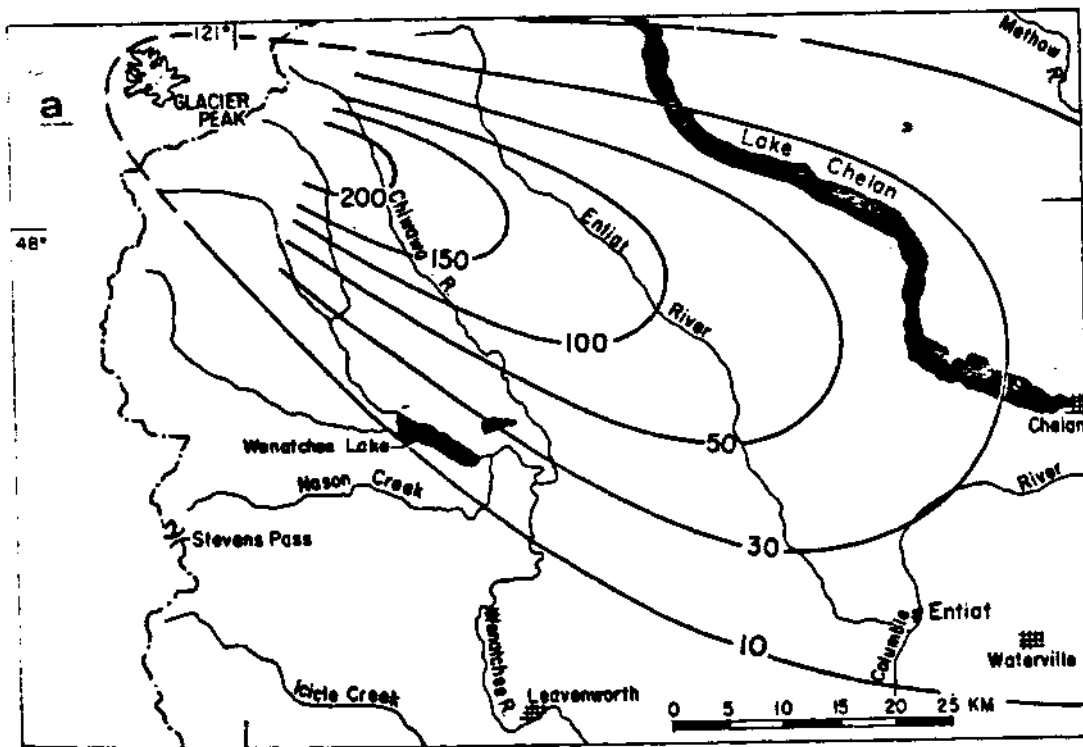 121°
Methow
R.
a
GLACIER
PEAK
Lake Chelan
200
Chiwawa R.
Entiat
River
48°
150
100
50
Chelan
Wenatchee Lake
Nason Creek
River
Stevens Pass
30
10
Columbia
Entiat
Waterville
Icicle Creek
Wenatchee R.
Leavenworth
0 5 10 15 20 25 KM